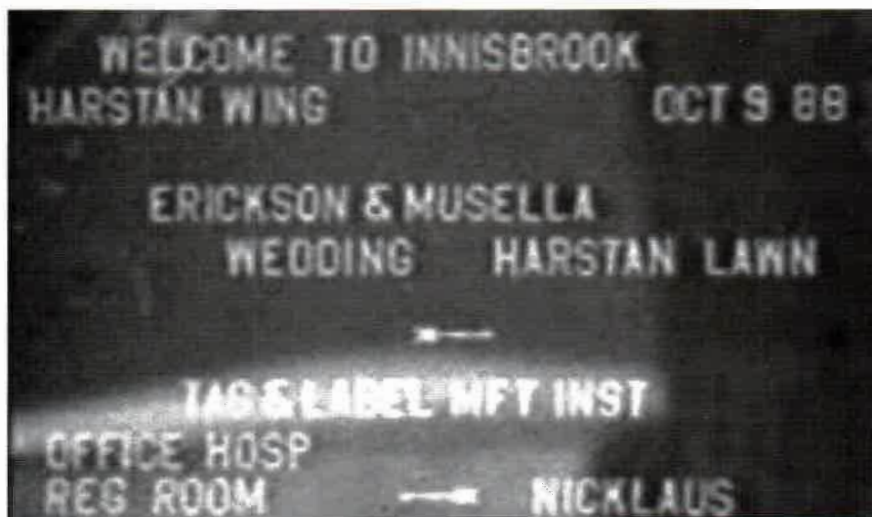 WELCOME TO INNISBROOK
HARSTAN WING OCT 9 88
ERICKSON & MUSELLA
WEDDING HARSTAN LAWN
TAG & LABEL MFT INST
OFFICE HOSP
REG ROOM NICKLAUS